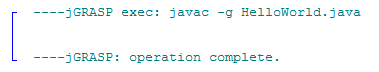 ----jGRASP exec: javac -g HelloWorld.java
----jGRASP: operation complete.